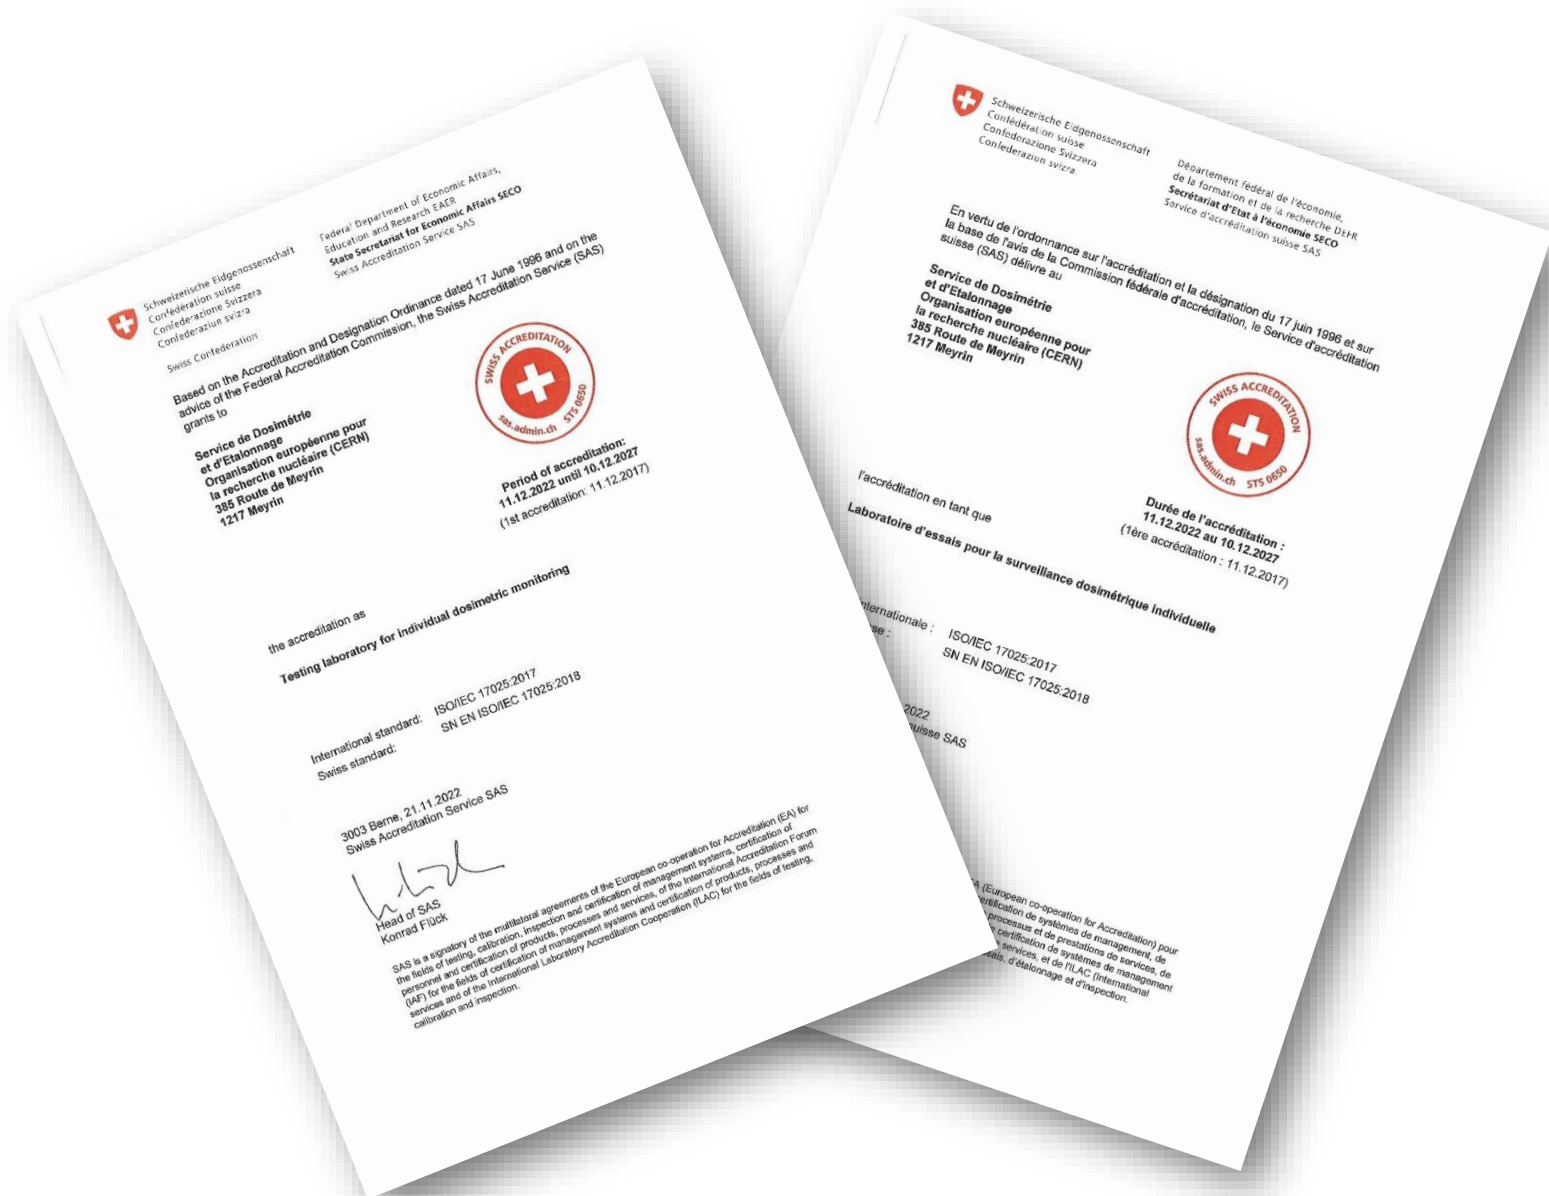 Schweizerische Eidgenossenschaft
Confédération suisse
Confederazione Svizzera
Confederaziun svizra
Swiss Confederation
Federal Department of Economic Affairs,
Education and Research EAER
State Secretariat for Economic Affairs SECO
Swiss Accreditation Service SAS
Based on the Accreditation and Designation Ordinance dated 17 June 1996 and on the
advice of the Federal Accreditation Commission, the Swiss Accreditation Service (SAS)
grants to
Service de Dosimétrie
et d'Etalonnage
Organisation européenne pour
la recherche nucléaire (CERN)
385 Route de Meyrin
1217 Meyrin
SWISS ACCREDITATION
sas.admin.ch STS 0650
Period of accreditation:
11.12.2022 until 10.12.2027
(1st accreditation: 11.12.2017)
the accreditation as
Testing laboratory for individual dosimetric monitoring
International standard: ISO/IEC 17025:2017
Swiss standard: SN EN ISO/IEC 17025:2018
3003 Berne, 21.11.2022
Swiss Accreditation Service SAS
Head of SAS
Konrad Flück
SAS is a signatory of the multilateral agreements of the European co-operation for Accreditation (EA) for
the fields of testing, calibration, inspection and certification of management systems, certification of
personnel and certification of products, processes and services, of the International Accreditation Forum
(IAF) for the fields of certification of management systems and certification of products, processes and
services and of the International Laboratory Accreditation Cooperation (ILAC) for the fields of testing,
calibration and inspection.
Schweizerische Eidgenossenschaft
Confédération suisse
Confederazione Svizzera
Confederaziun svizra
Département fédéral de l'économie,
de la formation et de la recherche DEFR
Secrétariat d'Etat à l'économie SECO
Service d'accréditation suisse SAS
En vertu de l'ordonnance sur l'accréditation et la désignation du 17 juin 1996 et sur
la base de l'avis de la Commission fédérale d'accréditation, le Service d'accréditation
suisse (SAS) délivre au
Service de Dosimétrie
et d'Etalonnage
Organisation européenne pour
la recherche nucléaire (CERN)
385 Route de Meyrin
1217 Meyrin
SWISS ACCREDITATION
sas.admin.ch STS 0650
Durée de l'accréditation :
11.12.2022 au 10.12.2027
(1ère accréditation : 11.12.2017)
l'accréditation en tant que
Laboratoire d'essais pour la surveillance dosimétrique individuelle
nternationale : ISO/IEC 17025:2017
sse : SN EN ISO/IEC 17025:2018
2022
uisse SAS
A (European co-operation for Accreditation) pour
ertification de systèmes de management, de
processus et de prestations de services, de
certification de systèmes de management
services, et de l'ILAC (International
sais, d'étalonnage et d'inspection.